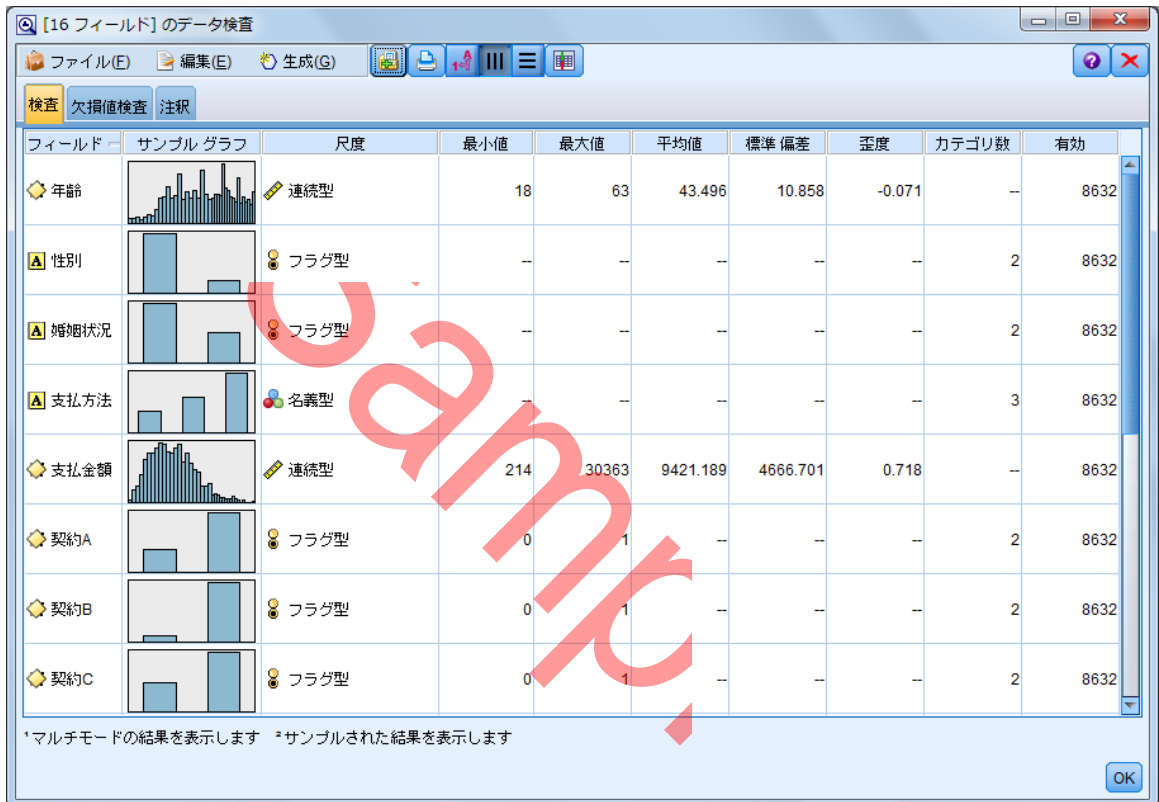 [16 フィールド] のデータ検査
ファイル(F) 編集(E) 生成(G)
検査 欠損値検査 注釈
フィールド サンプル グラフ 尺度 最小値 最大値 平均値 標準 偏差 歪度 カテゴリ数 有効
年齢 連続型 18 63 43.496 10.858 -0.071 -- 8632
A 性別 フラグ型 -- -- -- -- -- 2 8632
A 婚姻状況 フラグ型 -- -- -- -- -- 2 8632
A 支払方法 名義型 -- -- -- -- -- 3 8632
支払金額 連続型 214 30363 9421.189 4666.701 0.718 -- 8632
契約A フラグ型 0 1 -- -- -- 2 8632
契約B フラグ型 0 1 -- -- -- 2 8632
契約C フラグ型 0 1 -- -- -- 2 8632
¹マルチモードの結果を表示します ²サンプルされた結果を表示します
OK
Samp